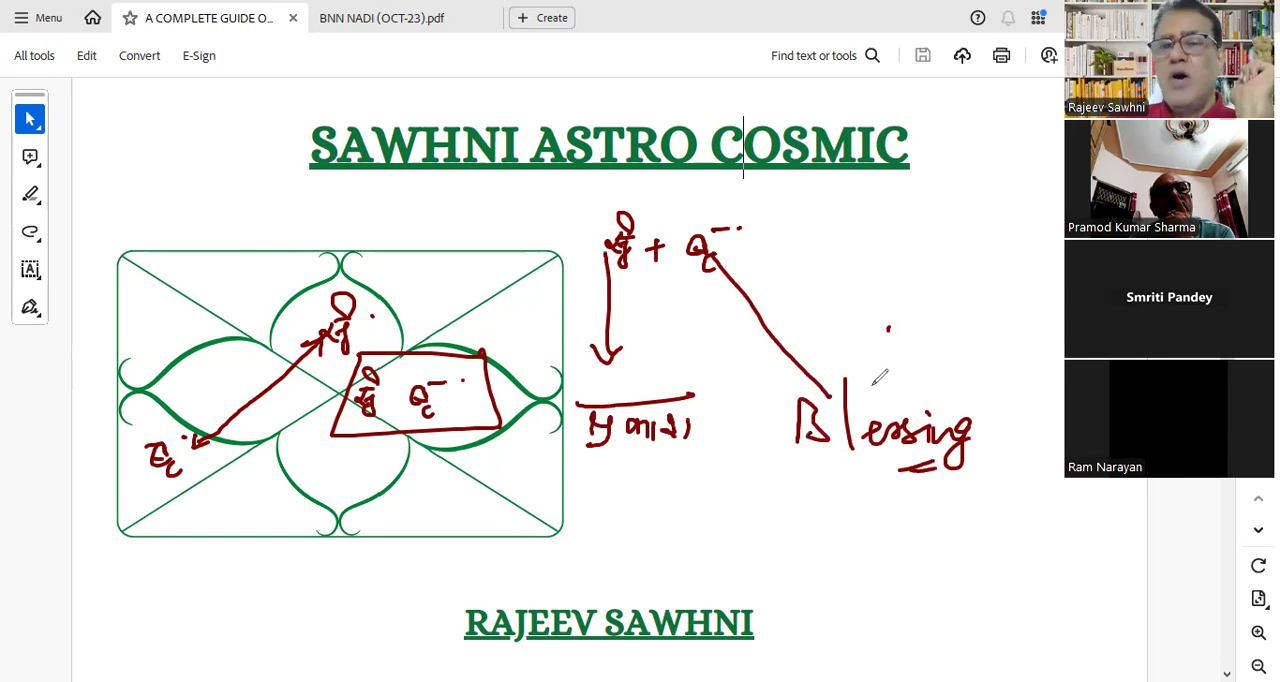 Menu
A COMPLETE GUIDE O...
BNN NADI (OCT-23).pdf
Create
All tools
Edit
Convert
E-Sign
Find text or tools
SAWHNI ASTRO COSMIC
Blessing
RAJEEV SAWHNI
Rajeev Sawhni
Pramod Kumar Sharma
Smriti Pandey
Ram Narayan